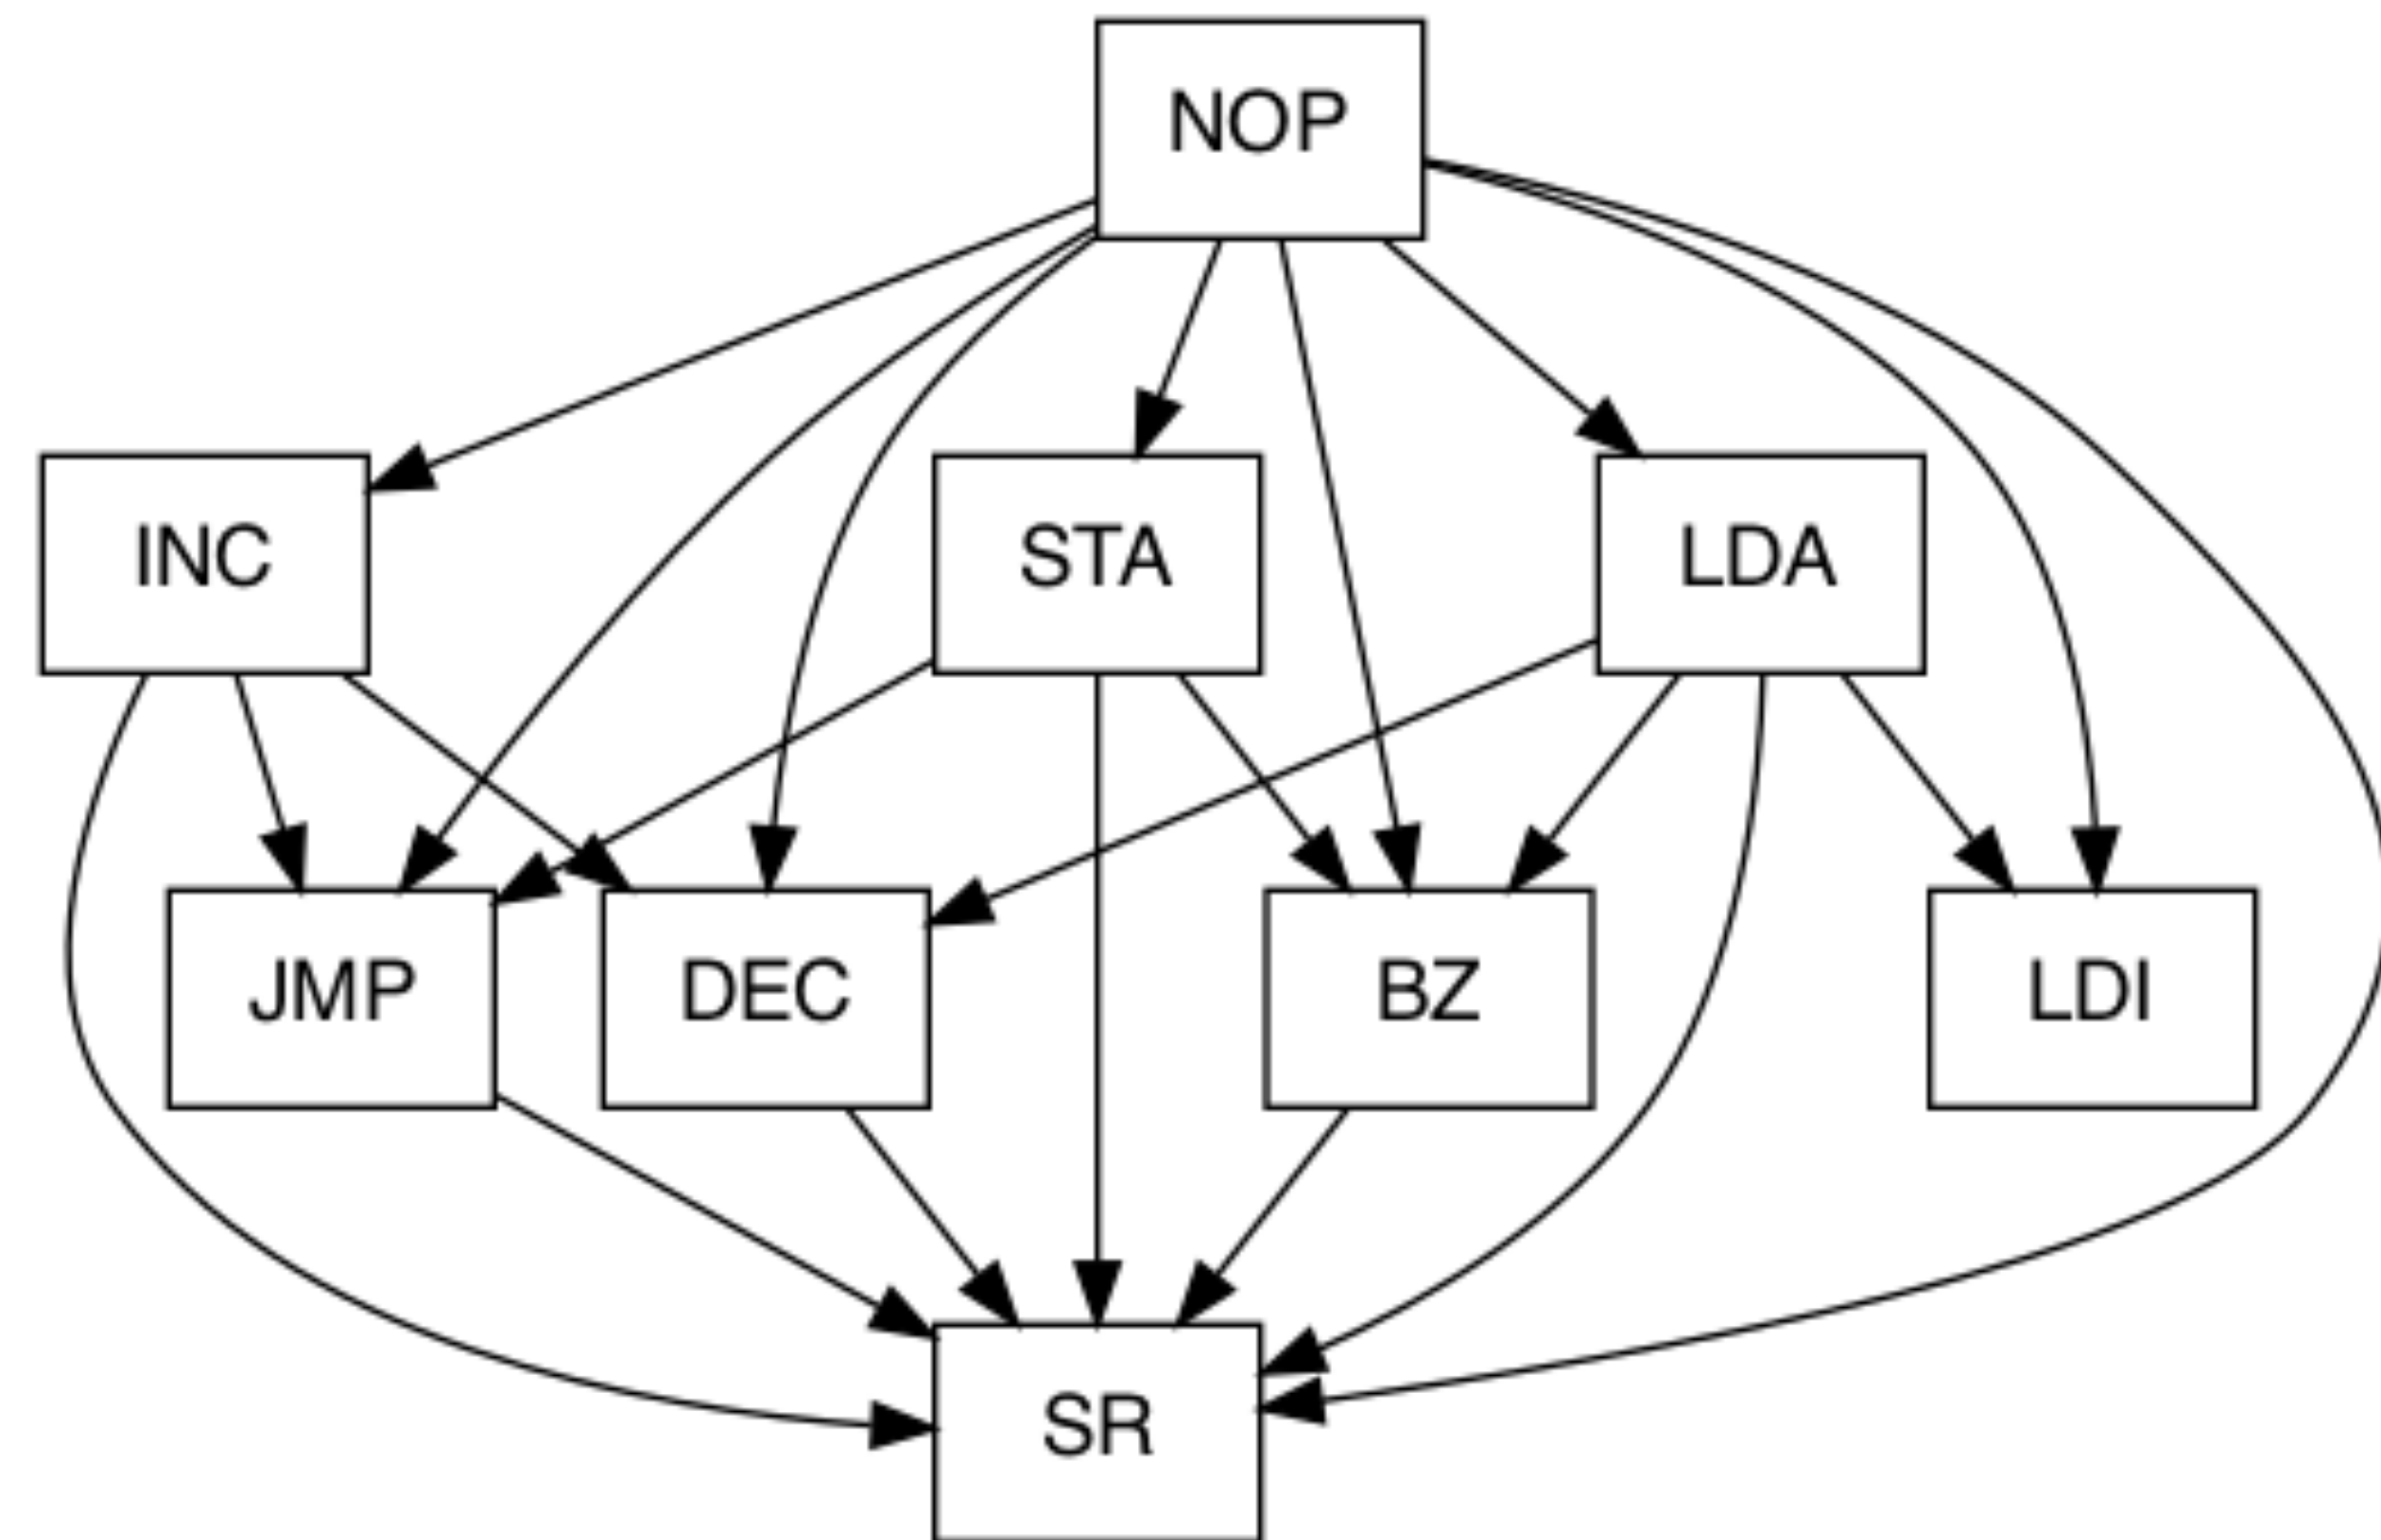 NOP
INC
STA
LDA
JMP
DEC
BZ
LDI
SR